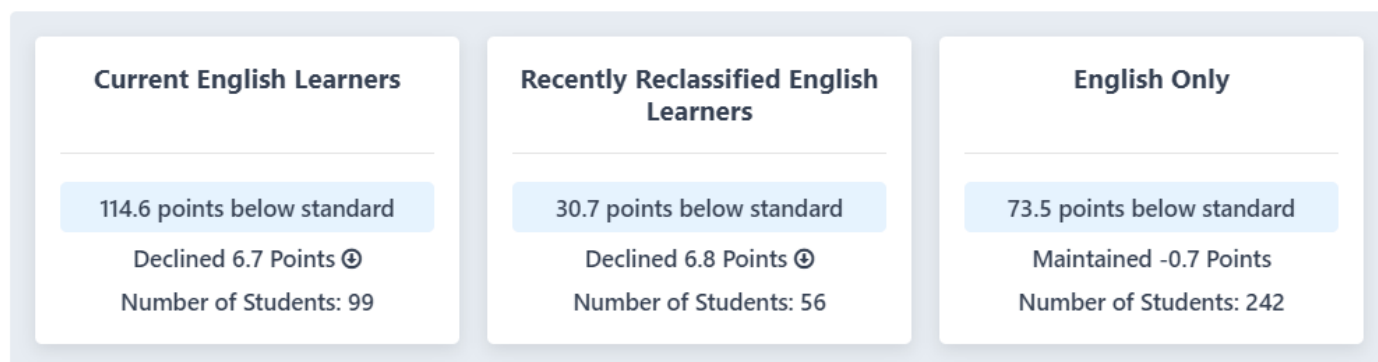 Current English Learners
114.6 points below standard
Declined 6.7 Points
Number of Students: 99
Recently Reclassified English
Learners
30.7 points below standard
Declined 6.8 Points
Number of Students: 56
English Only
73.5 points below standard
Maintained -0.7 Points
Number of Students: 242